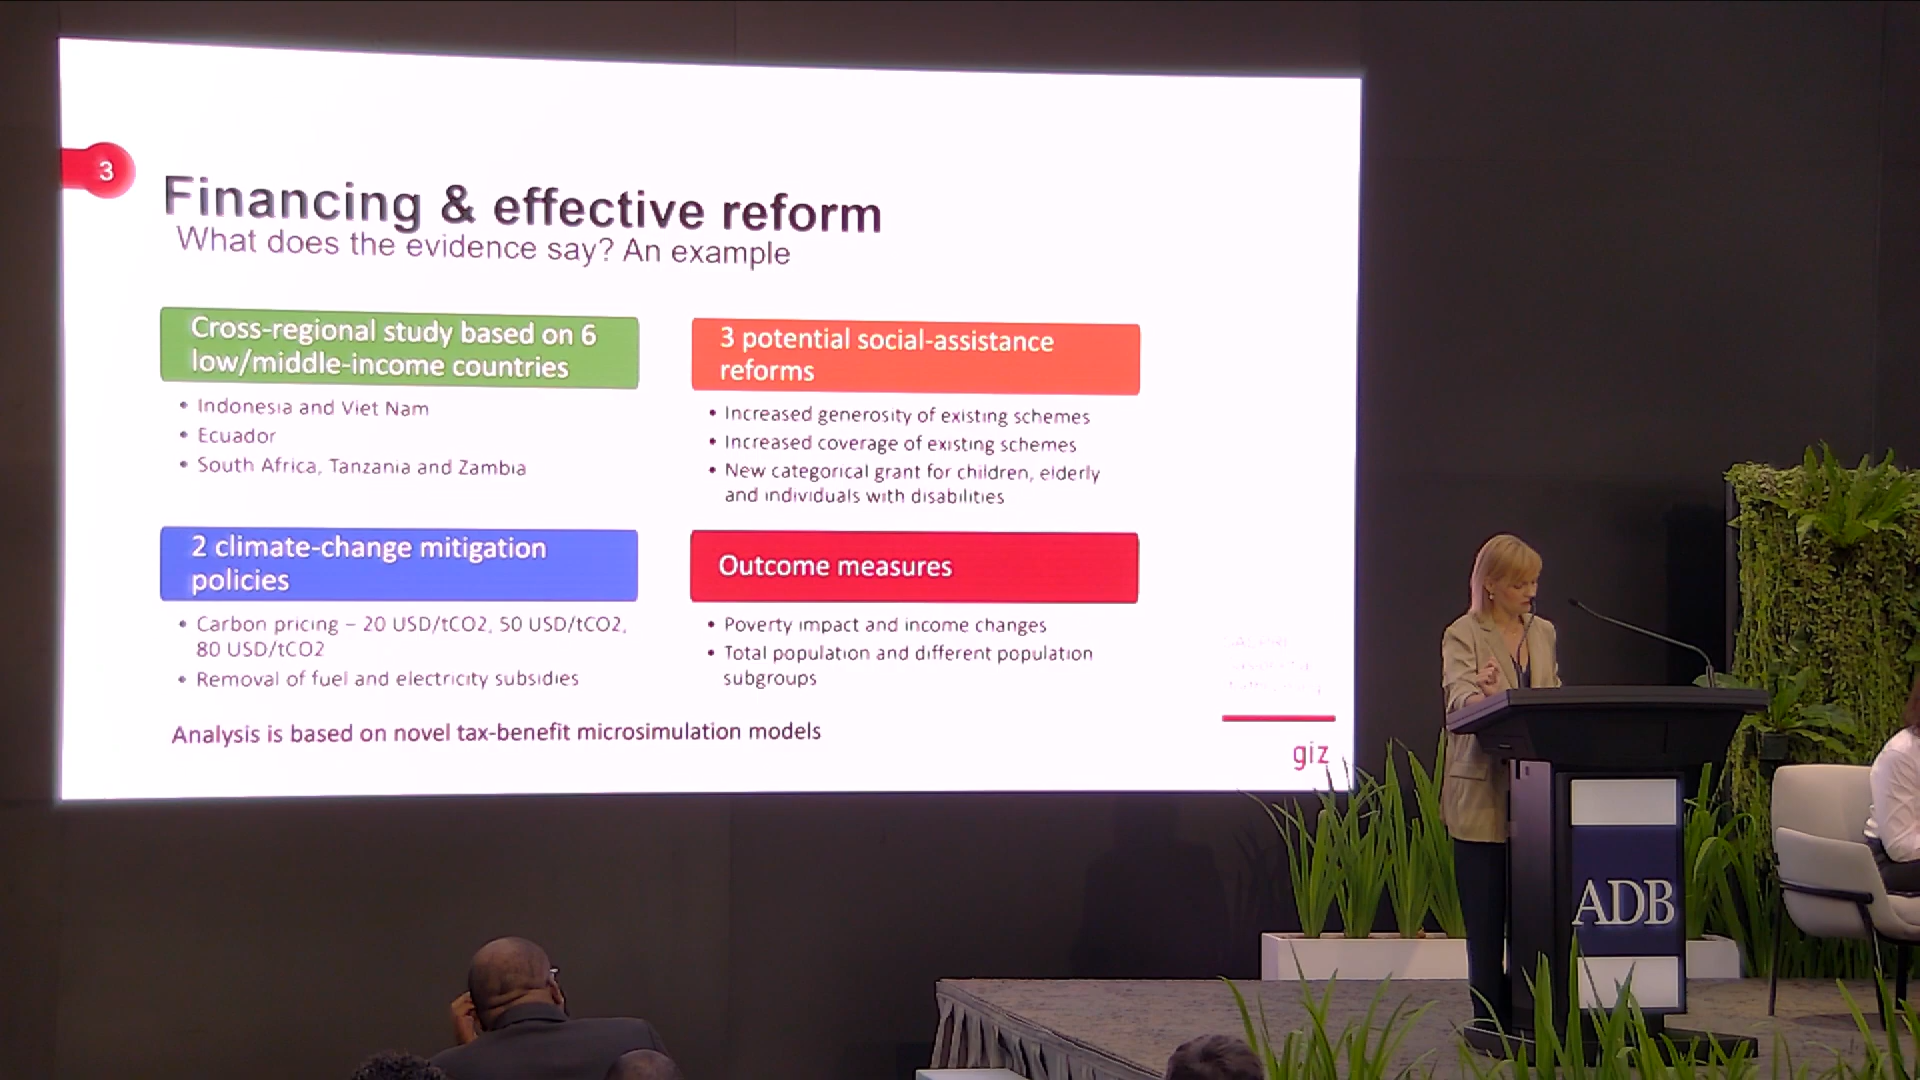 3
Financing & effective reform
What does the evidence say? An example
Cross-regional study based on 6
low/middle-income countries
• Indonesia and Viet Nam
• Ecuador
• South Africa, Tanzania and Zambia
3 potential social-assistance
reforms
• Increased generosity of existing schemes
• Increased coverage of existing schemes
• New categorical grant for children, elderly
and individuals with disabilities
2 climate-change mitigation
policies
• Carbon pricing – 20 USD/tCO2, 50 USD/tCO2,
80 USD/tCO2
• Removal of fuel and electricity subsidies
Outcome measures
• Poverty impact and income changes
• Total population and different population
subgroups
Analysis is based on novel tax-benefit microsimulation models
giz
ADB